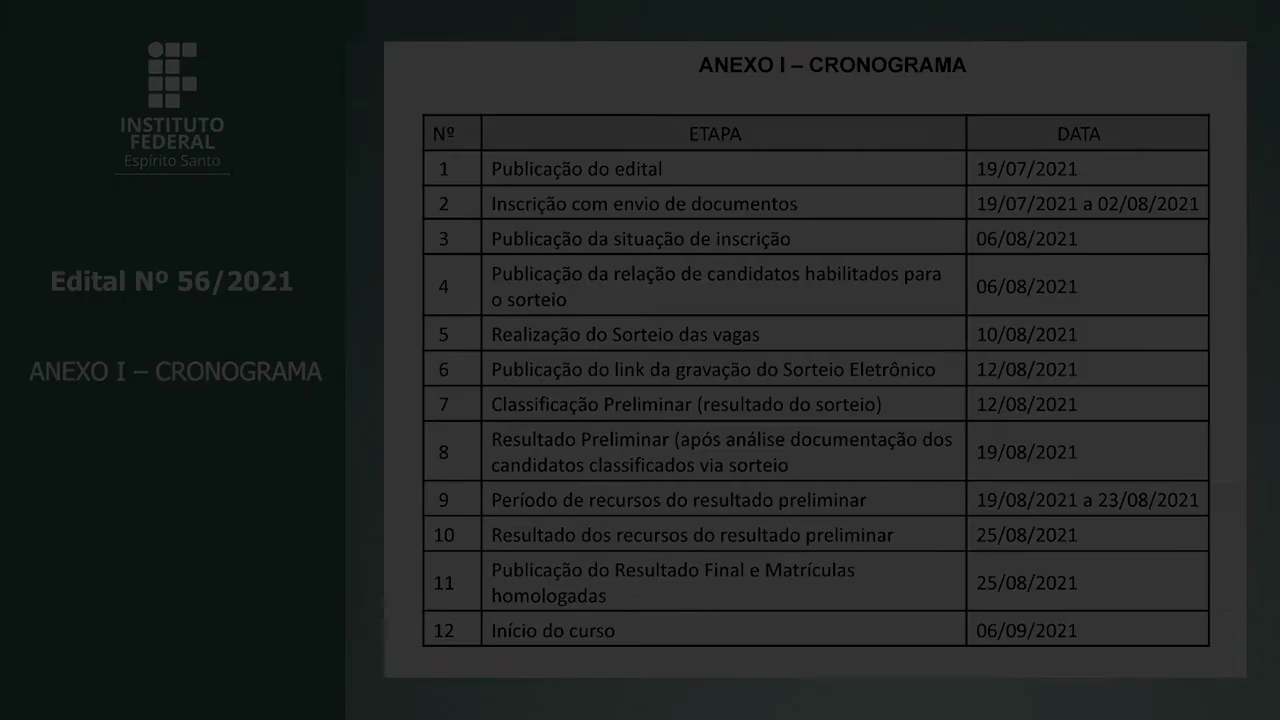 INSTITUTO
FEDERAL
Espírito Santo
Edital Nº 56/2021
ANEXO I – CRONOGRAMA
ANEXO I – CRONOGRAMA
Nº ETAPA DATA
1 Publicação do edital 19/07/2021
2 Inscrição com envio de documentos 19/07/2021 a 02/08/2021
3 Publicação da situação de inscrição 06/08/2021
4 Publicação da relação de candidatos habilitados para
o sorteio 06/08/2021
5 Realização do Sorteio das vagas 10/08/2021
6 Publicação do link da gravação do Sorteio Eletrônico 12/08/2021
7 Classificação Preliminar (resultado do sorteio) 12/08/2021
8 Resultado Preliminar (após análise documentação dos
candidatos classificados via sorteio 19/08/2021
9 Período de recursos do resultado preliminar 19/08/2021 a 23/08/2021
10 Resultado dos recursos do resultado preliminar 25/08/2021
11 Publicação do Resultado Final e Matrículas
homologadas 25/08/2021
12 Início do curso 06/09/2021